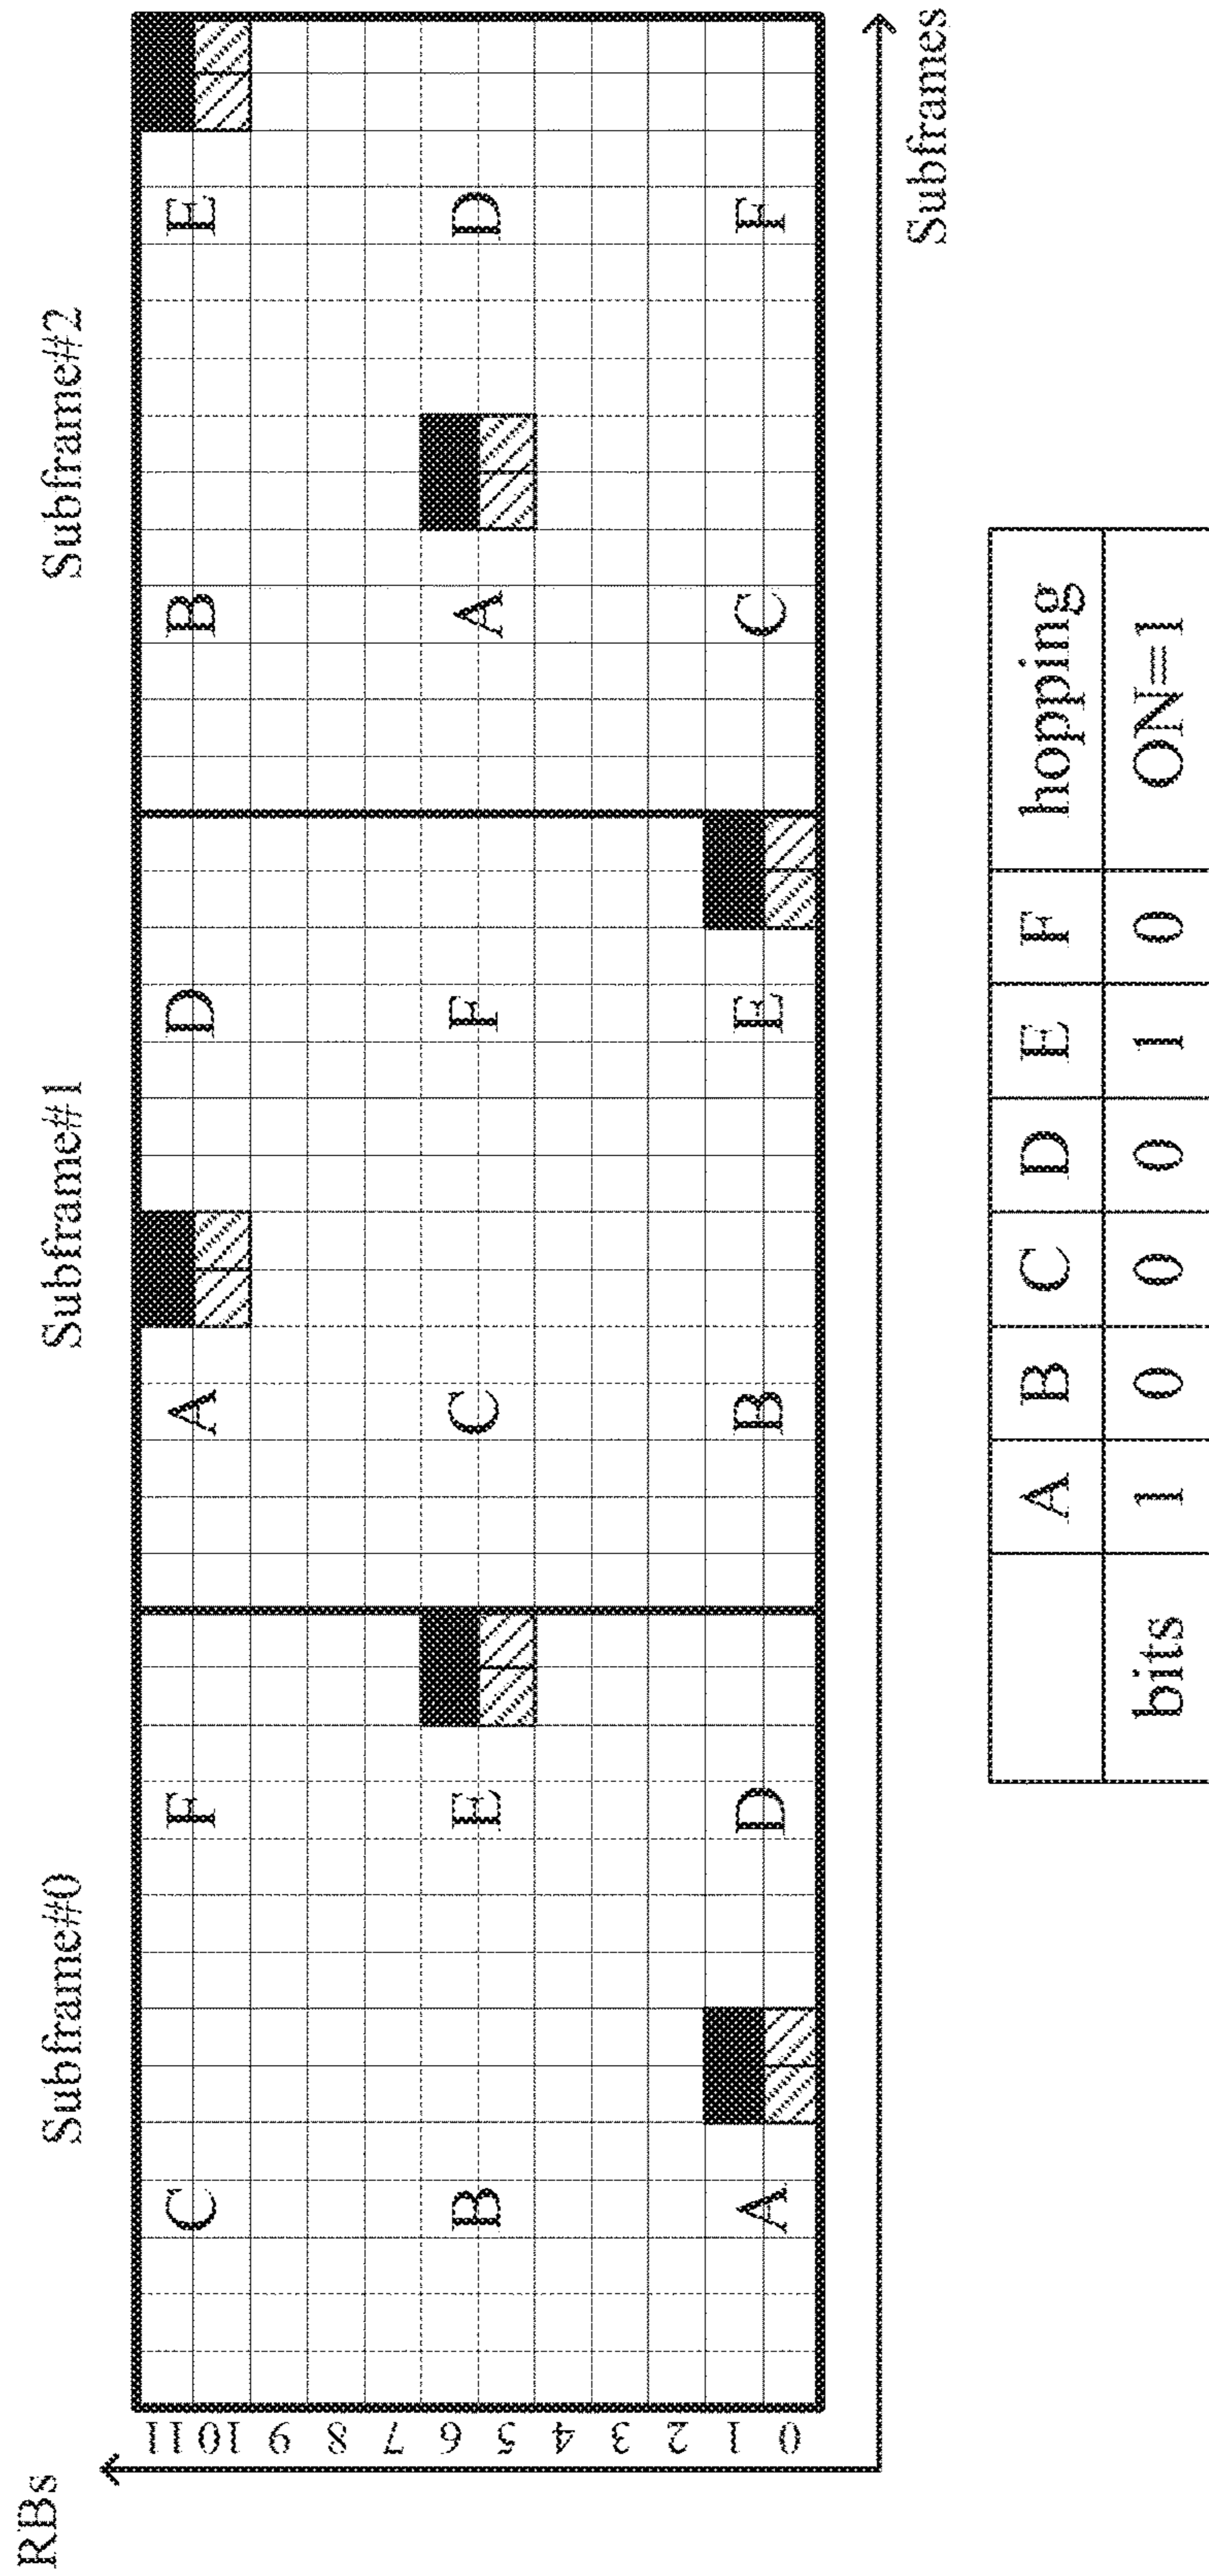 RBs
Subframe#0 Subframe#1 Subframe#2
11
10 C F A D B E
9
8
7
6
5 B E C F A D
4
3
2
1 A D B E C F
0
Subframes
A B C D E F hopping
bits 1 0 0 0 1 0 ON=1